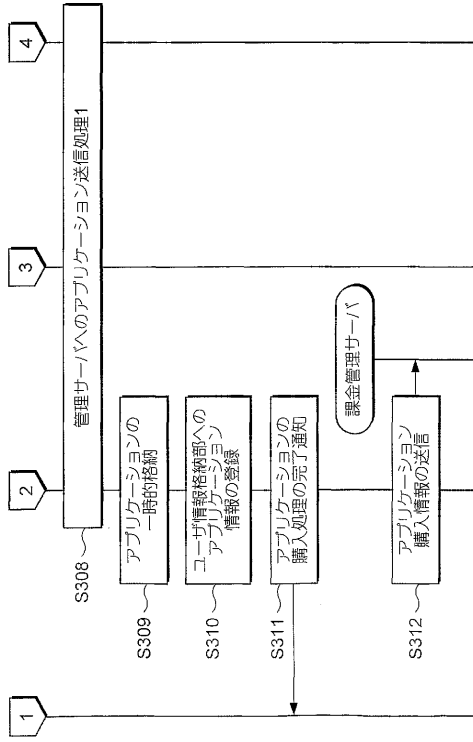 1
2
3
4
S308
管理サーバへのアプリケーション送信処理1
S309
アプリケーションの
一時的格納
S310
ユーザ情報格納部への
アプリケーション
情報の登録
S311
アプリケーションの
購入処理の完了通知
課金管理サーバ
S312
アプリケーション
購入情報の送信